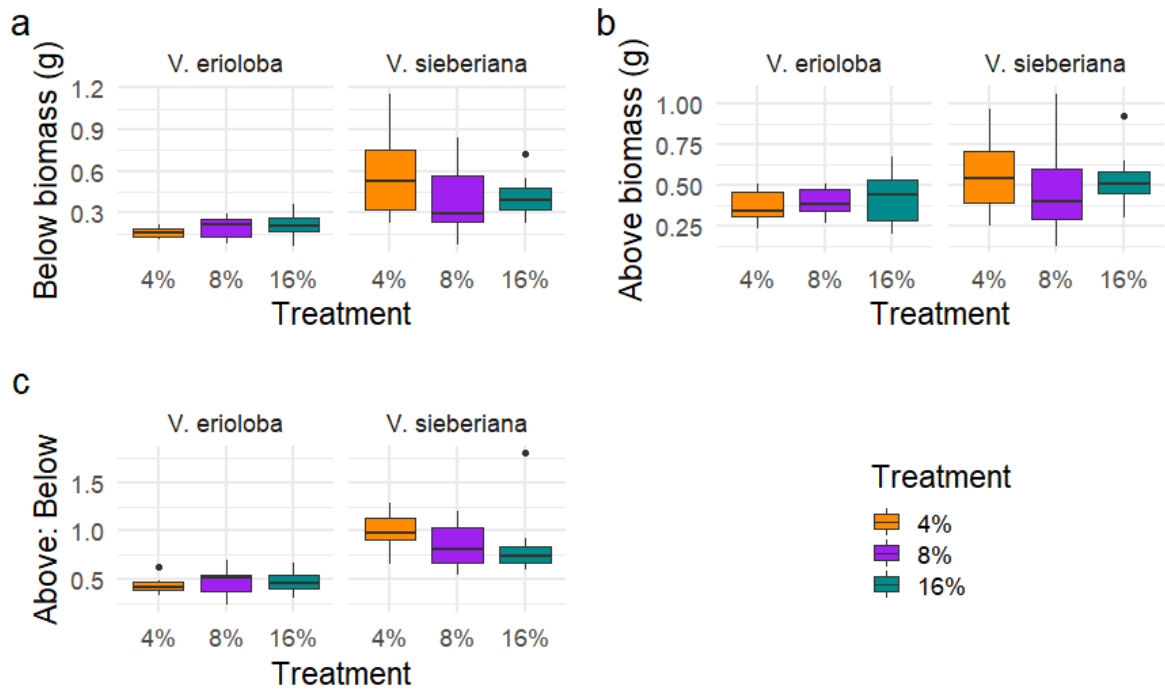 a
V. erioloba V. sieberiana
Below biomass (g)
1.2
0.9
0.6
0.3
4% 8% 16% 4% 8% 16%
Treatment
b
V. erioloba V. sieberiana
Above biomass (g)
1.00
0.75
0.50
0.25
4% 8% 16% 4% 8% 16%
Treatment
c
V. erioloba V. sieberiana
Above: Below
1.5
1.0
0.5
4% 8% 16% 4% 8% 16%
Treatment
Treatment
4%
8%
16%